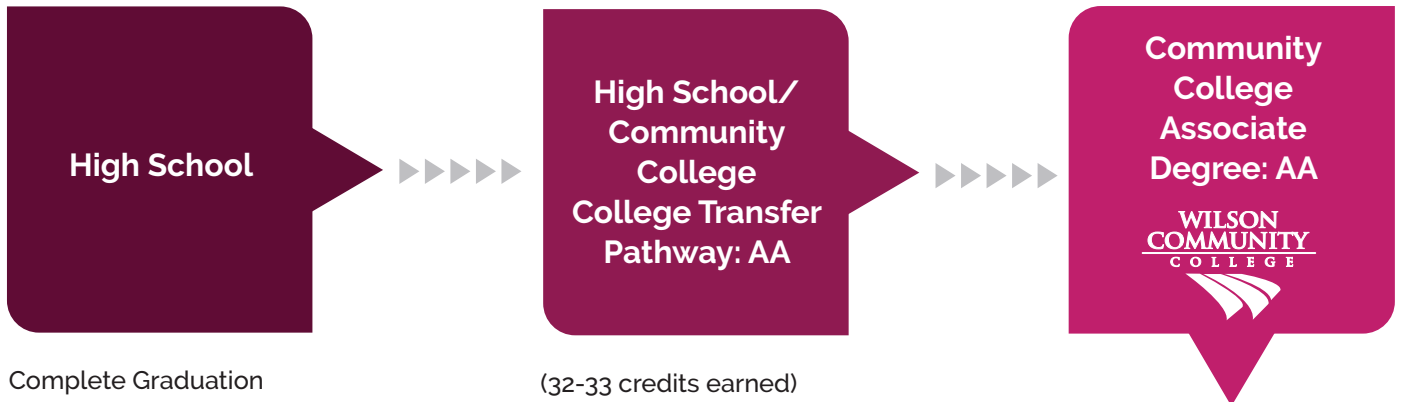 High School
High School/
Community
College
College Transfer
Pathway: AA
Community
College
Associate
Degree: AA
WILSON
COMMUNITY
COLLEGE
Complete Graduation
(32-33 credits earned)